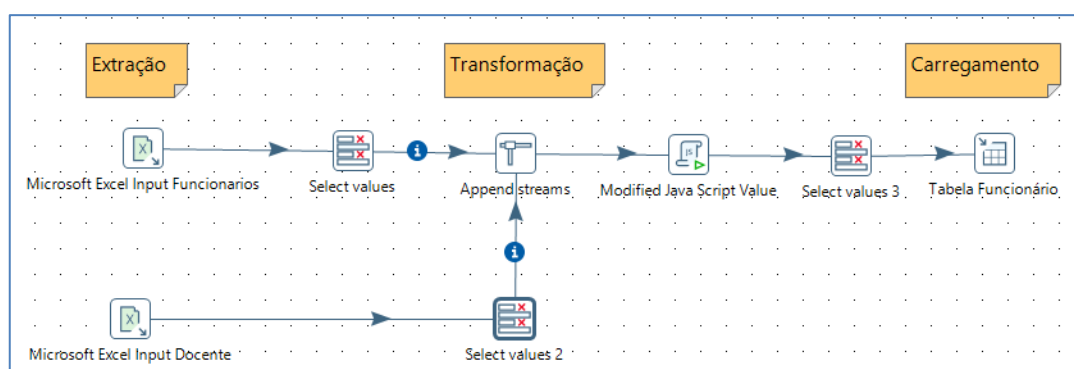 Extração
Transformação
Carregamento
Microsoft Excel Input Funcionarios
Select values
Append streams
Modified Java Script Value
Select values 3
Tabela Funcionário
Microsoft Excel Input Docente
Select values 2